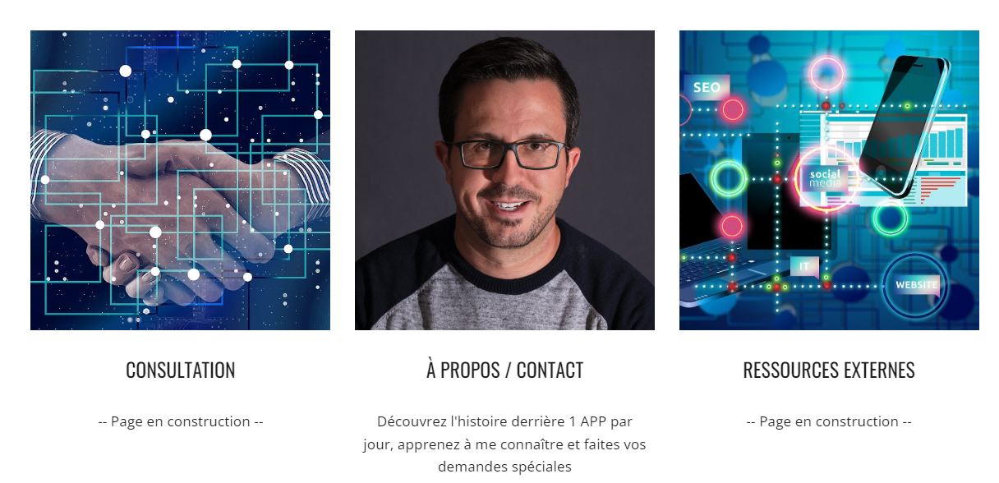 SEO
social
media
IT
WEBSITE
CONSULTATION
-- Page en construction --
À PROPOS / CONTACT
Découvrez l'histoire derrière 1 APP par
jour, apprenez à me connaître et faites vos
demandes spéciales
RESSOURCES EXTERNES
-- Page en construction --